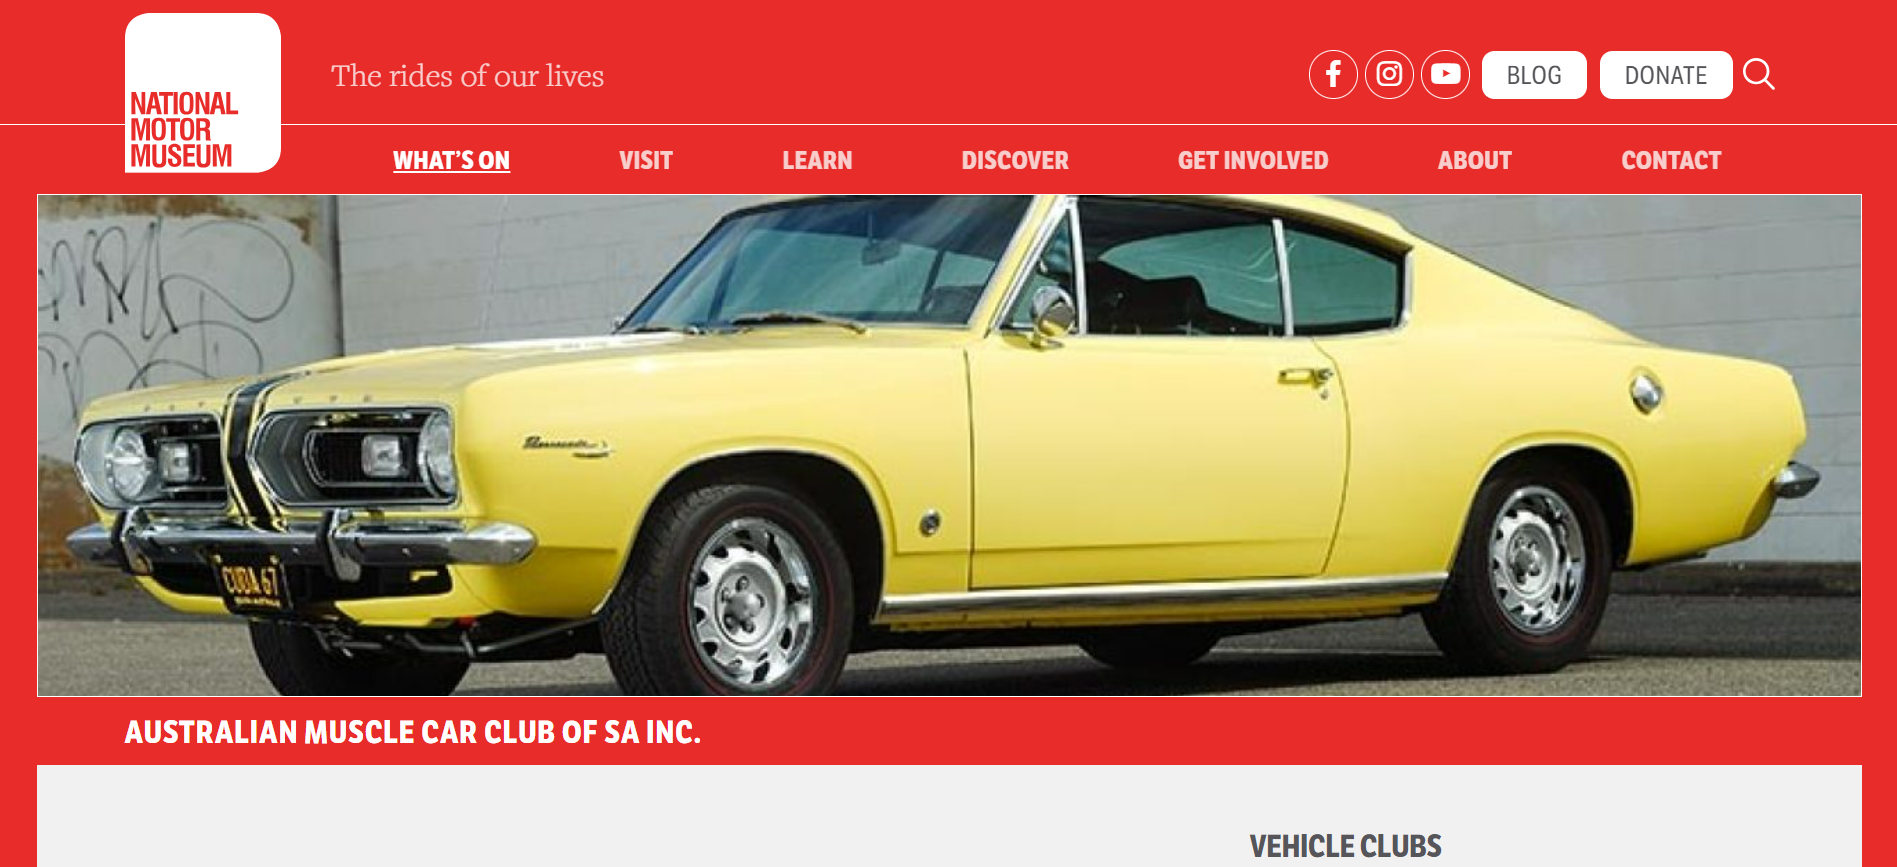 NATIONAL
MOTOR
MUSEUM
The rides of our lives
BLOG
DONATE
WHAT'S ON
VISIT
LEARN
DISCOVER
GET INVOLVED
ABOUT
CONTACT
CUDA 67
AUSTRALIAN MUSCLE CAR CLUB OF SA INC.
VEHICLE CLUBS